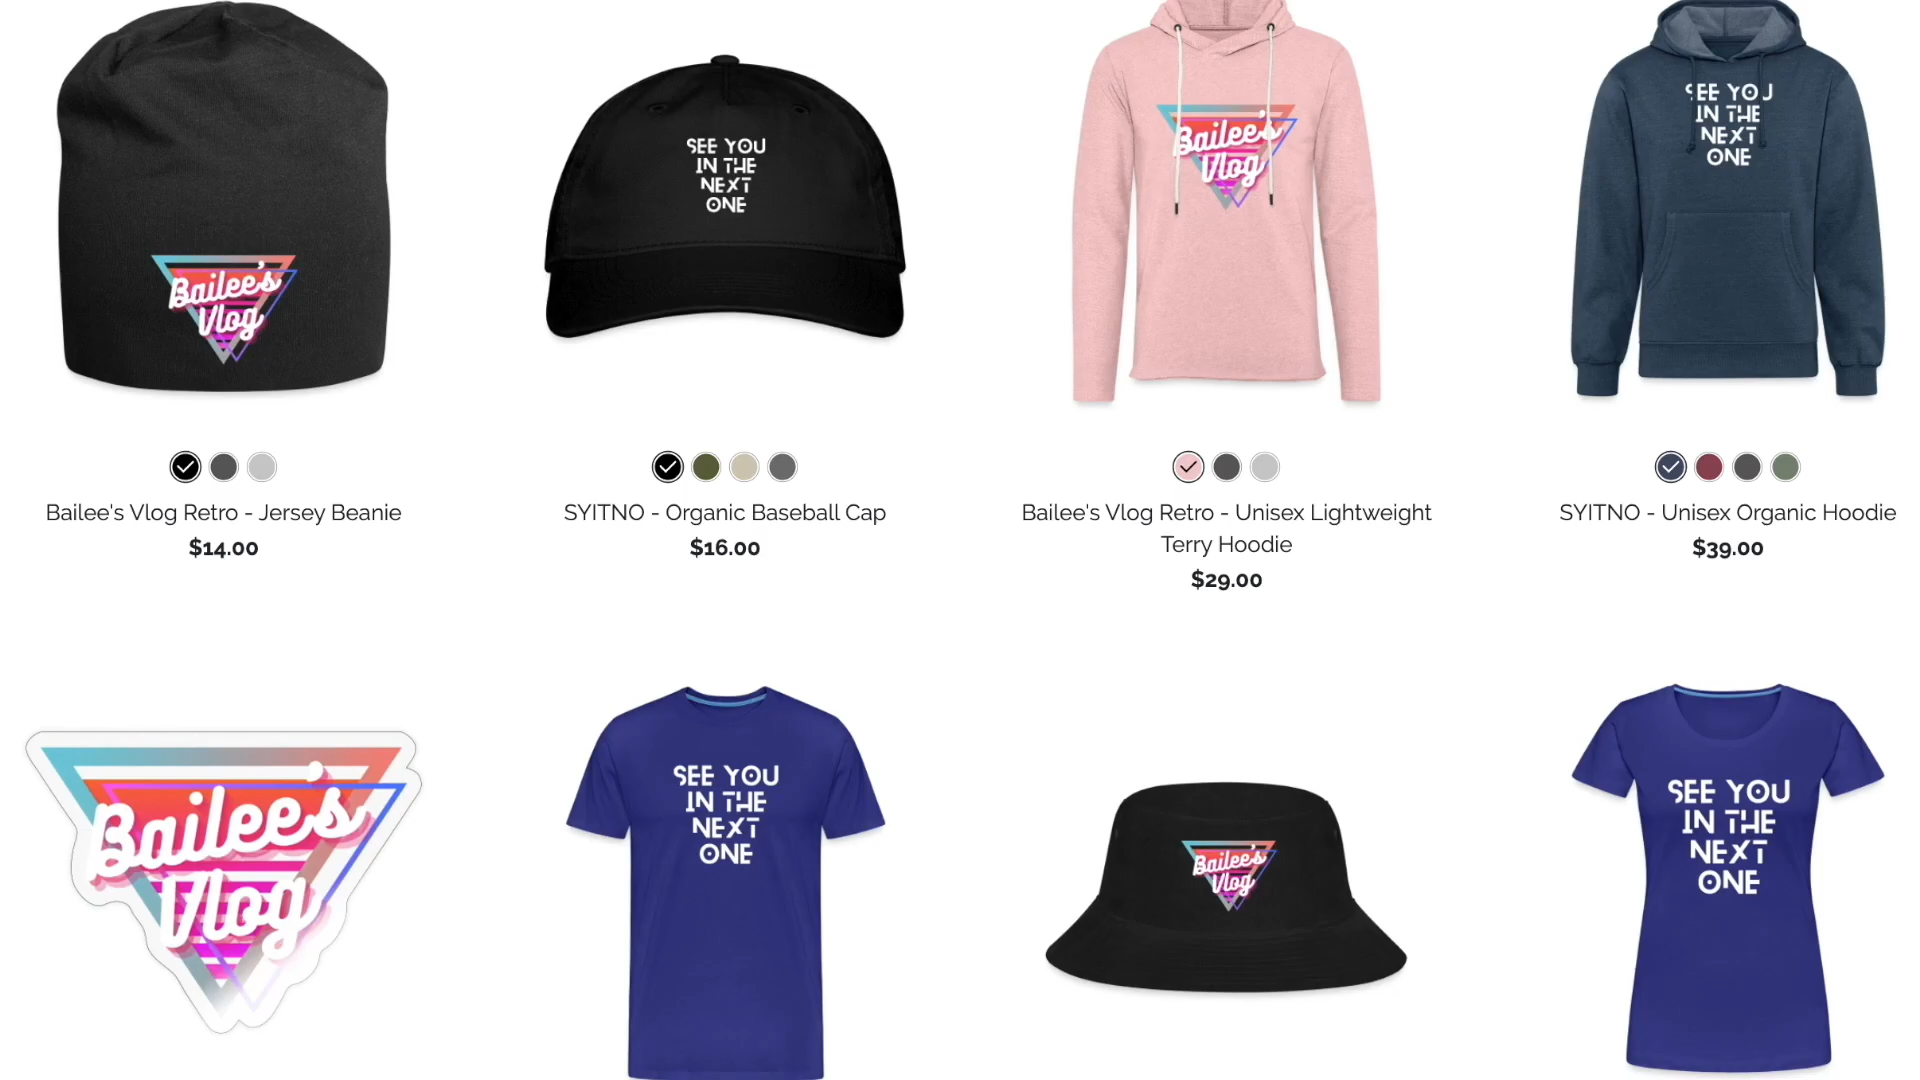 Bailee's
Vlog
SEE YOU
IN THE
NEXT
ONE
Bailee's
Vlog
SEE YOU
IN THE
NEXT
ONE
Bailee's Vlog Retro - Jersey Beanie
$14.00
SYITNO - Organic Baseball Cap
$16.00
Bailee's Vlog Retro - Unisex Lightweight
Terry Hoodie
$29.00
SYITNO - Unisex Organic Hoodie
$39.00
Bailee's
Vlog
SEE YOU
IN THE
NEXT
ONE
Bailee's
Vlog
SEE YOU
IN THE
NEXT
ONE